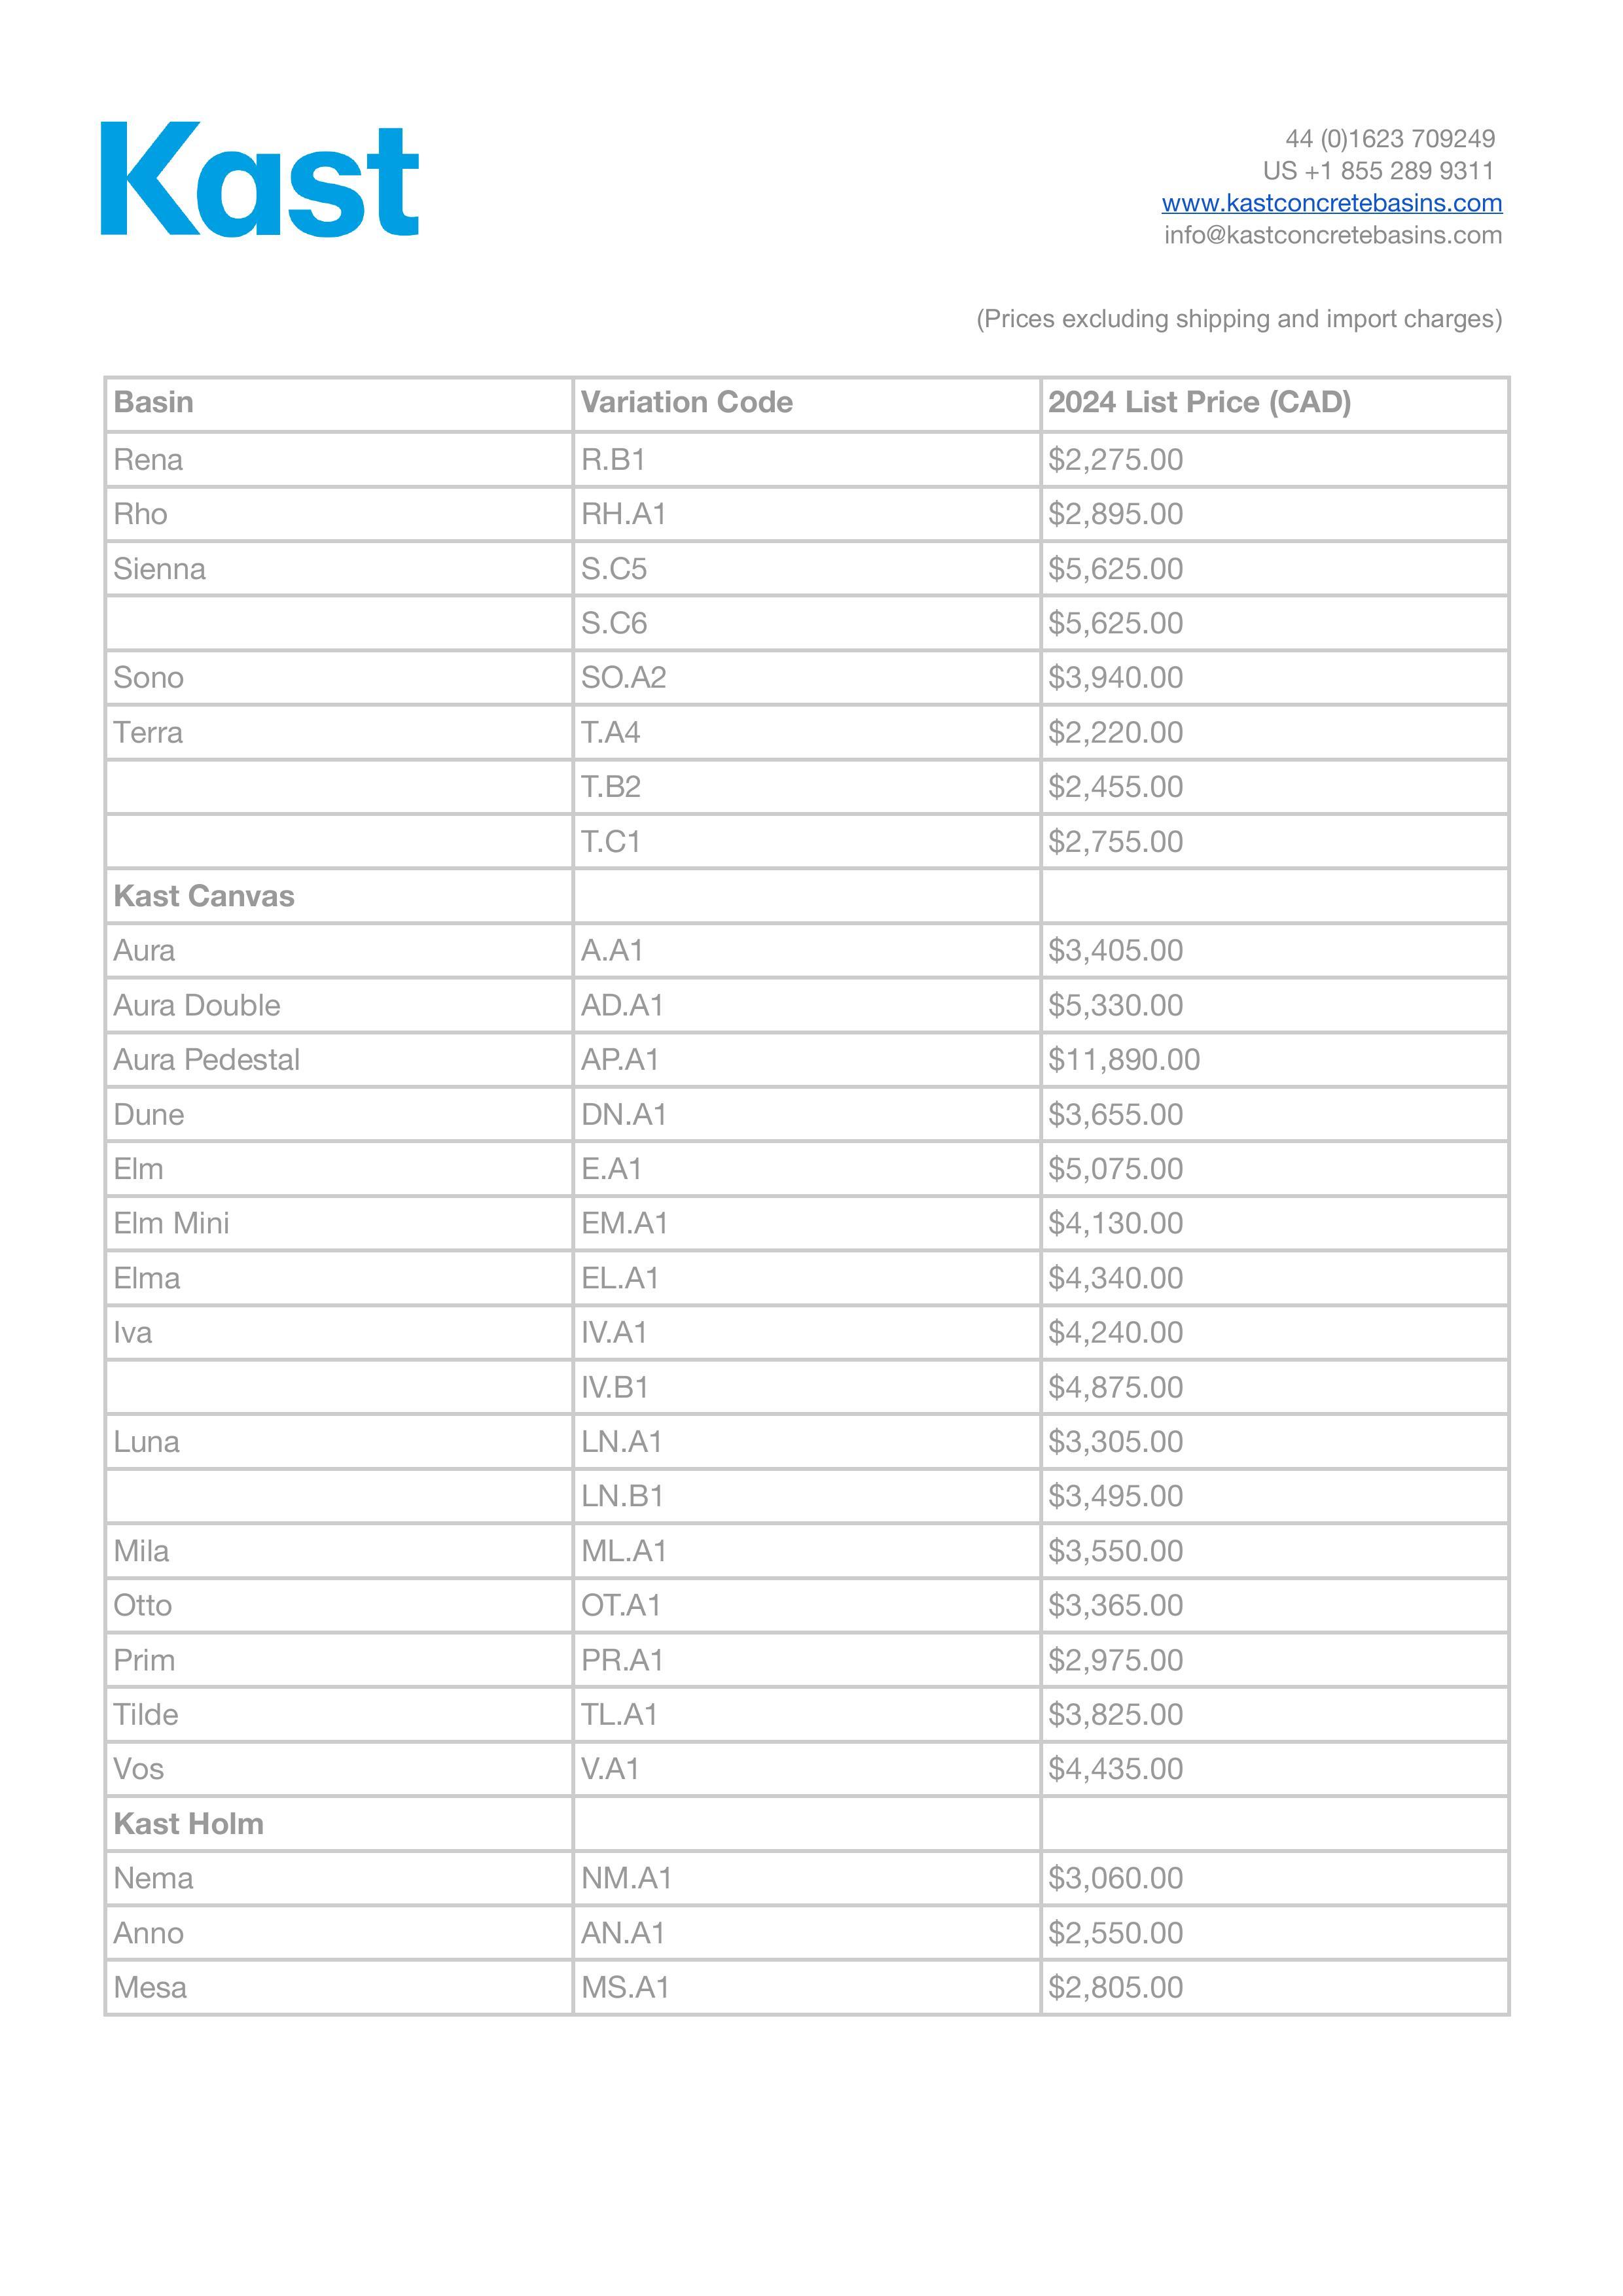 Kast
44 (0)1623 709249
US +1 855 289 9311
www.kastconcretebasins.com
info@kastconcretebasins.com
(Prices excluding shipping and import charges)
Basin Variation Code 2024 List Price (CAD)
Rena R.B1 $2,275.00
Rho RH.A1 $2,895.00
Sienna S.C5 $5,625.00
S.C6 $5,625.00
Sono SO.A2 $3,940.00
Terra T.A4 $2,220.00
T.B2 $2,455.00
T.C1 $2,755.00
Kast Canvas
Aura A.A1 $3,405.00
Aura Double AD.A1 $5,330.00
Aura Pedestal AP.A1 $11,890.00
Dune DN.A1 $3,655.00
Elm E.A1 $5,075.00
Elm Mini EM.A1 $4,130.00
Elma EL.A1 $4,340.00
Iva IV.A1 $4,240.00
IV.B1 $4,875.00
Luna LN.A1 $3,305.00
LN.B1 $3,495.00
Mila ML.A1 $3,550.00
Otto OT.A1 $3,365.00
Prim PR.A1 $2,975.00
Tilde TL.A1 $3,825.00
Vos V.A1 $4,435.00
Kast Holm
Nema NM.A1 $3,060.00
Anno AN.A1 $2,550.00
Mesa MS.A1 $2,805.00